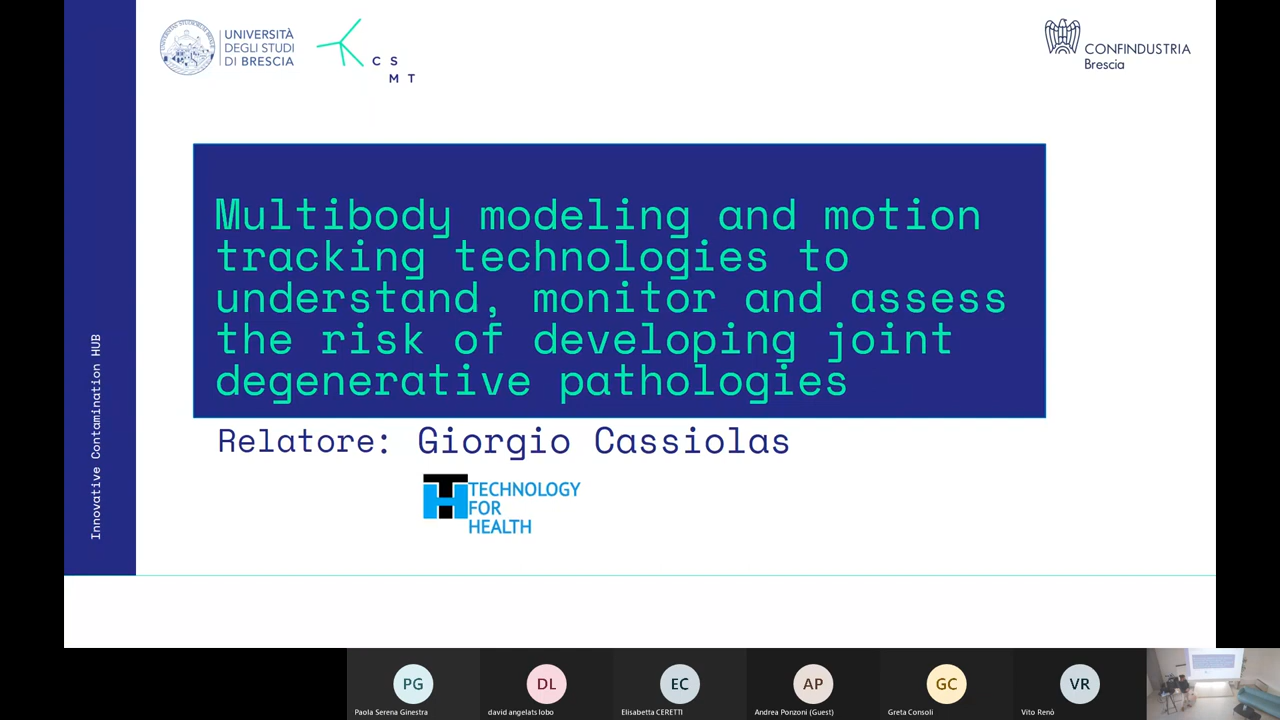 UNIVERSITÀ
DEGLI STUDI
DI BRESCIA
C S
M T
CONFINDUSTRIA
Brescia
Multibody modeling and motion
tracking technologies to
understand, monitor and assess
the risk of developing joint
degenerative pathologies
Relatore: Giorgio Cassiolas
TH TECHNOLOGY
FOR
HEALTH
Innovative Contamination HUB
PG
DL
EC
AP
GC
VR
Paola Serena Ginestra
david angelats lobo
Elisabetta CERETTI
Andrea Ponzoni (Guest)
Greta Consoli
Vito Renò